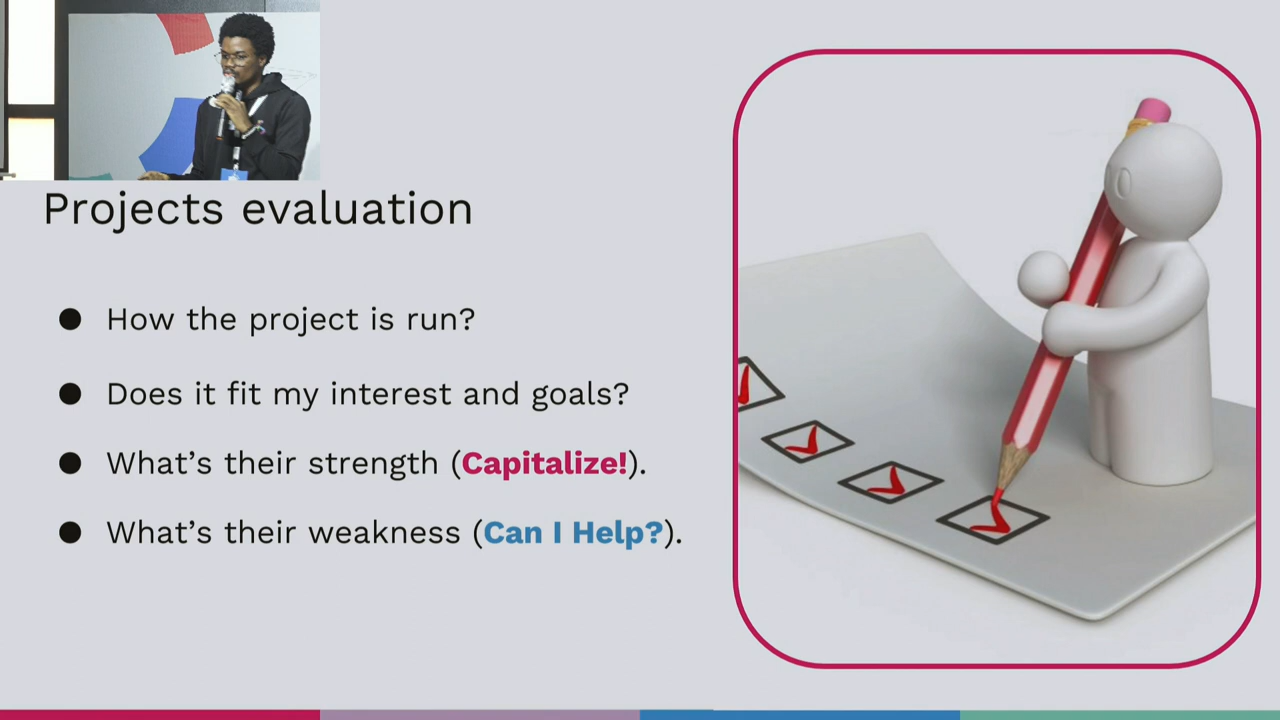 Projects evaluation
● How the project is run?
● Does it fit my interest and goals?
● What’s their strength (Capitalize!).
● What’s their weakness (Can I Help?).